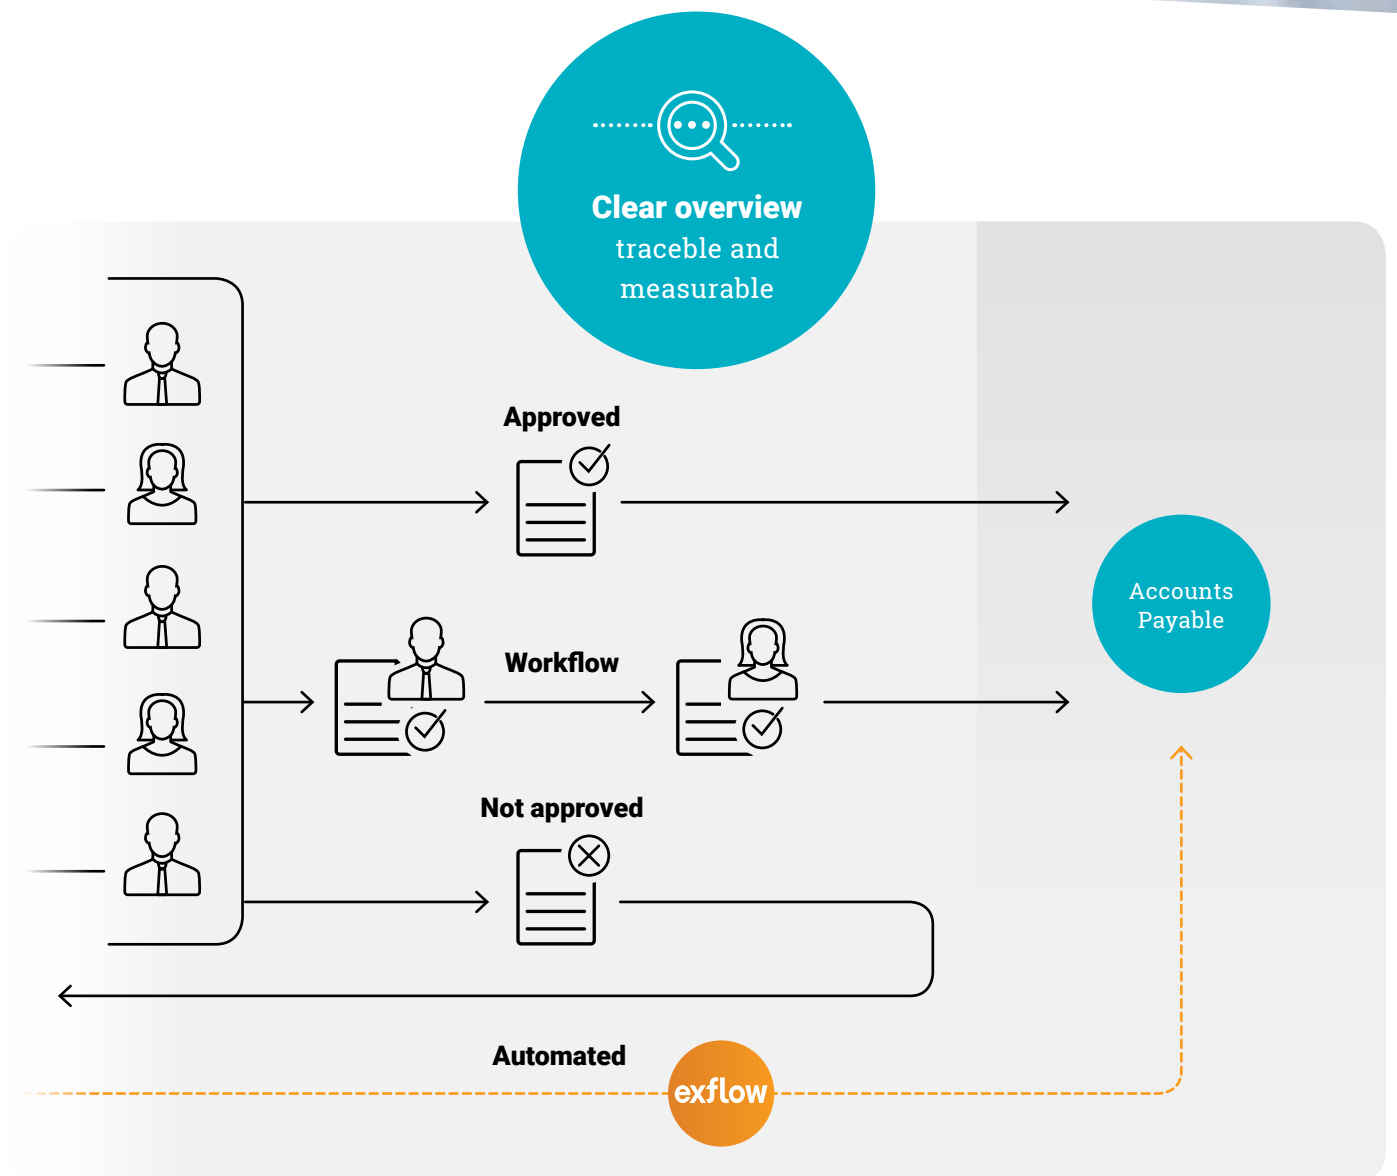 Clear overview
traceble and
measurable
Approved
Accounts
Payable
Workflow
Not approved
Automated
exflow